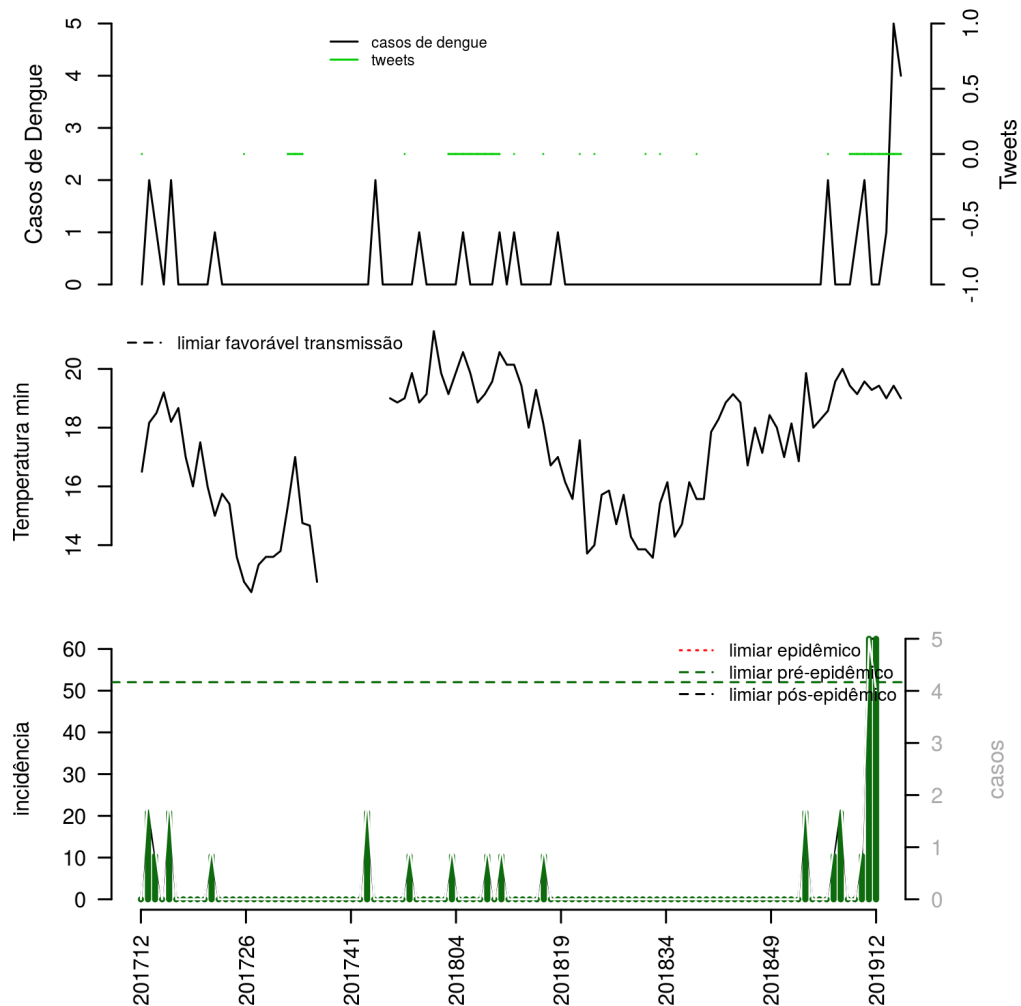 casos de dengue
tweets
Casos de Dengue
0 1 2 3 4 5
Tweets
-1.0 -0.5 0.0 0.5 1.0
limiar favorável transmissão
Temperatura min
14 16 18 20
limiar epidêmico
limiar pré-epidêmico
limiar pós-epidêmico
incidência
0 10 20 30 40 50 60
casos
0 1 2 3 4 5
201712 201726 201741 201804 201819 201834 201849 201912